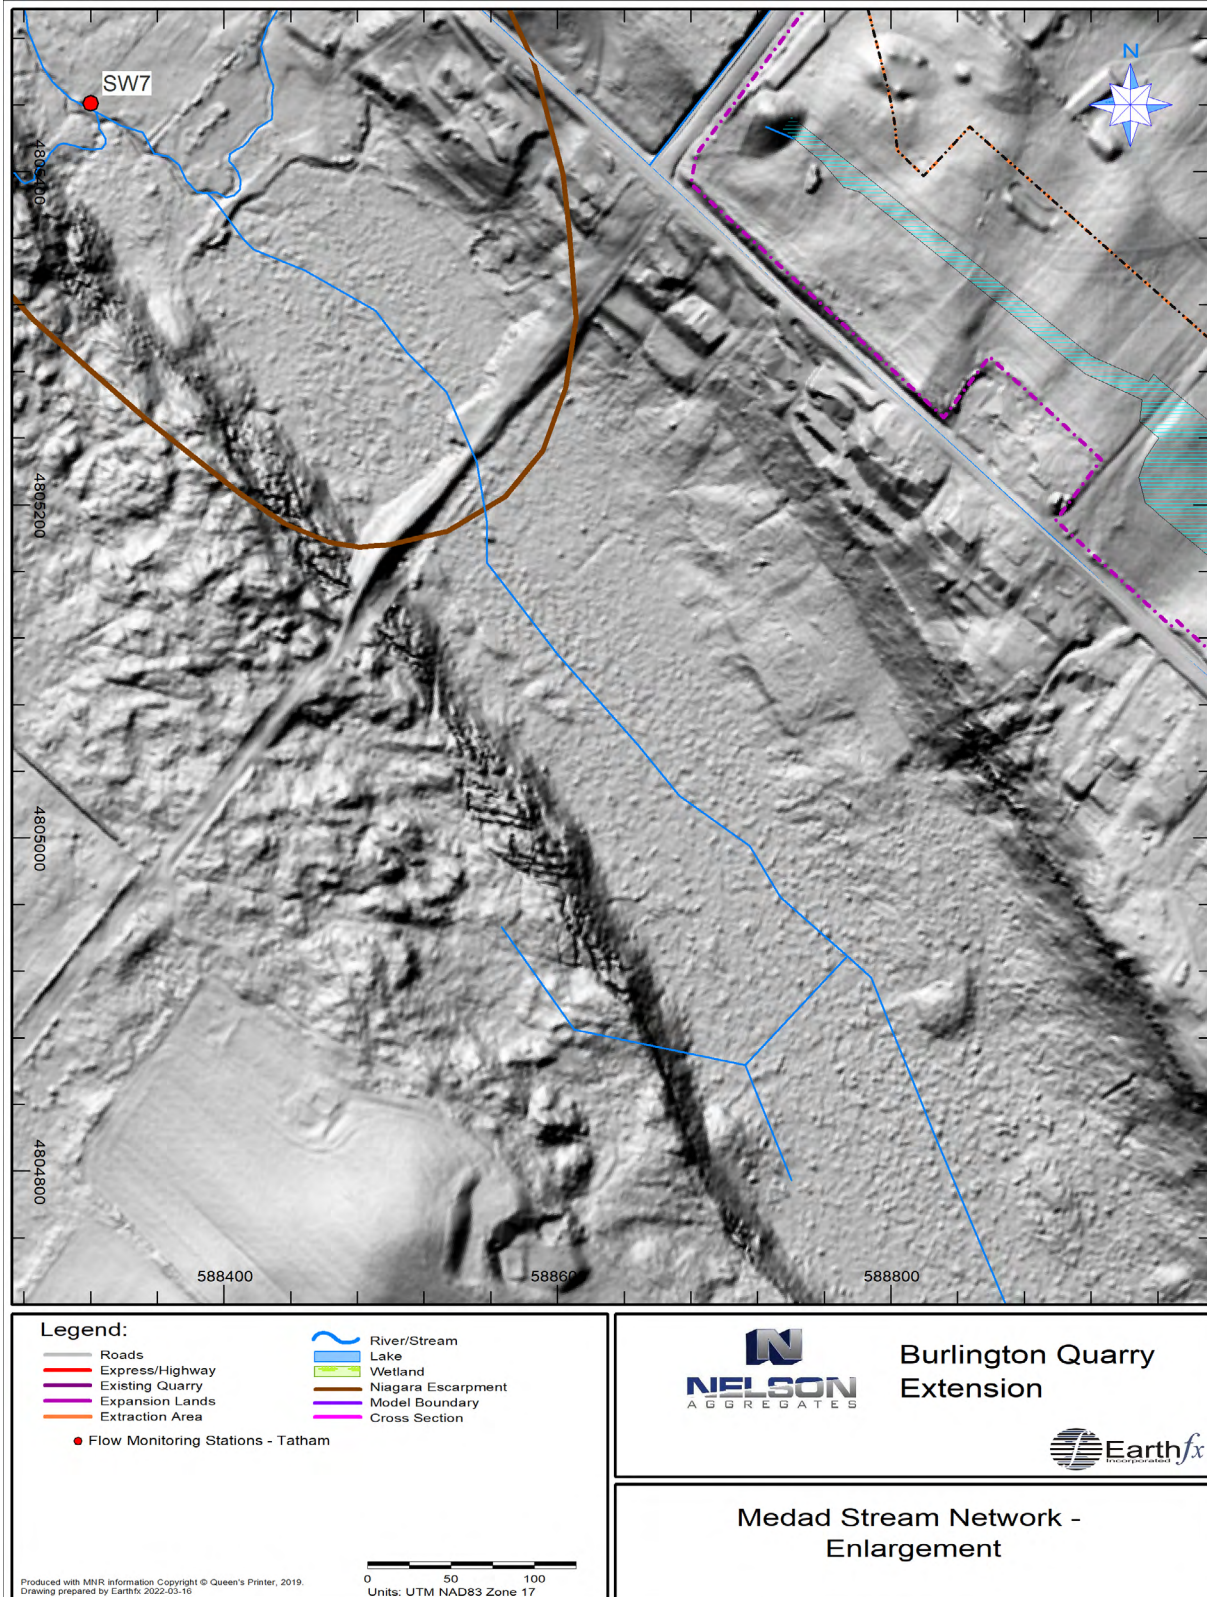 N
SW7
4805400
4805200
4805000
4804800
588400
588600
588800
Legend:
Roads
Express/Highway
Existing Quarry
Expansion Lands
Extraction Area
Flow Monitoring Stations - Tatham
River/Stream
Lake
Wetland
Niagara Escarpment
Model Boundary
Cross Section
Produced with MNR information Copyright © Queen's Printer, 2019.
Drawing prepared by Earthfx 2022-03-16
0 50 100
Units: UTM NAD83 Zone 17
N
NELSON
AGGREGATES
Burlington Quarry
Extension
Earthfx
Incorporated
Medad Stream Network -
Enlargement